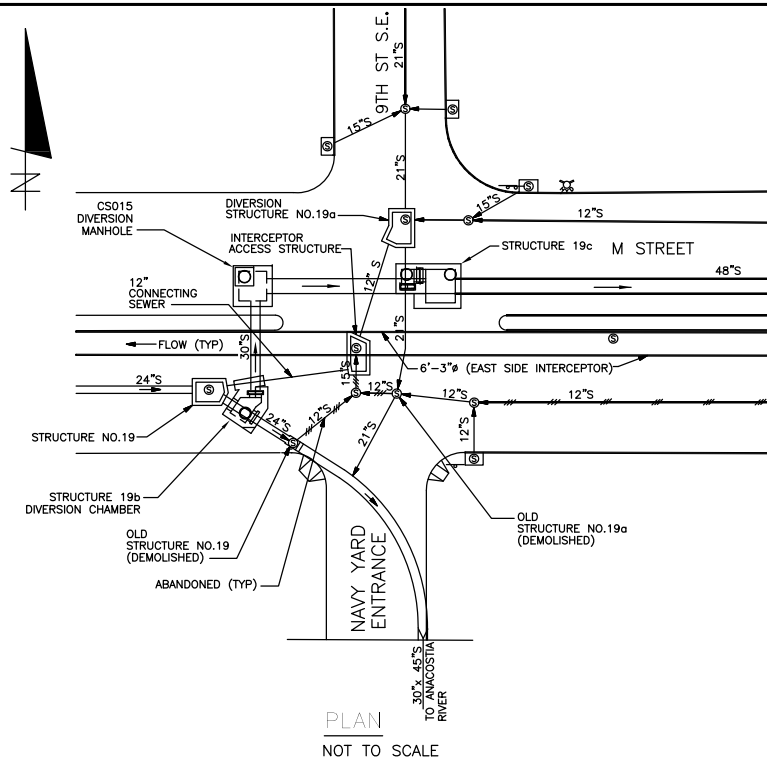 9TH ST S.E.
21"S
15"S
21"S
N
CS015
DIVERSION
MANHOLE
DIVERSION
STRUCTURE NO.19a
INTERCEPTOR
ACCESS STRUCTURE
15"S
12"S
STRUCTURE 19c
M STREET
12" S
48"S
12"
CONNECTING
SEWER
21"S
FLOW (TYP)
30"S
6'-3"ø (EAST SIDE INTERCEPTOR)
15"S
24"S
12"S
12"S
12"S
12"S
24"S
12"S
21"S
STRUCTURE NO.19
STRUCTURE 19b
DIVERSION CHAMBER
OLD
STRUCTURE NO.19
(DEMOLISHED)
OLD
STRUCTURE NO.19a
(DEMOLISHED)
ABANDONED (TYP)
NAVY YARD
ENTRANCE
30"x 45"S
TO ANACOSTIA
RIVER
PLAN
NOT TO SCALE